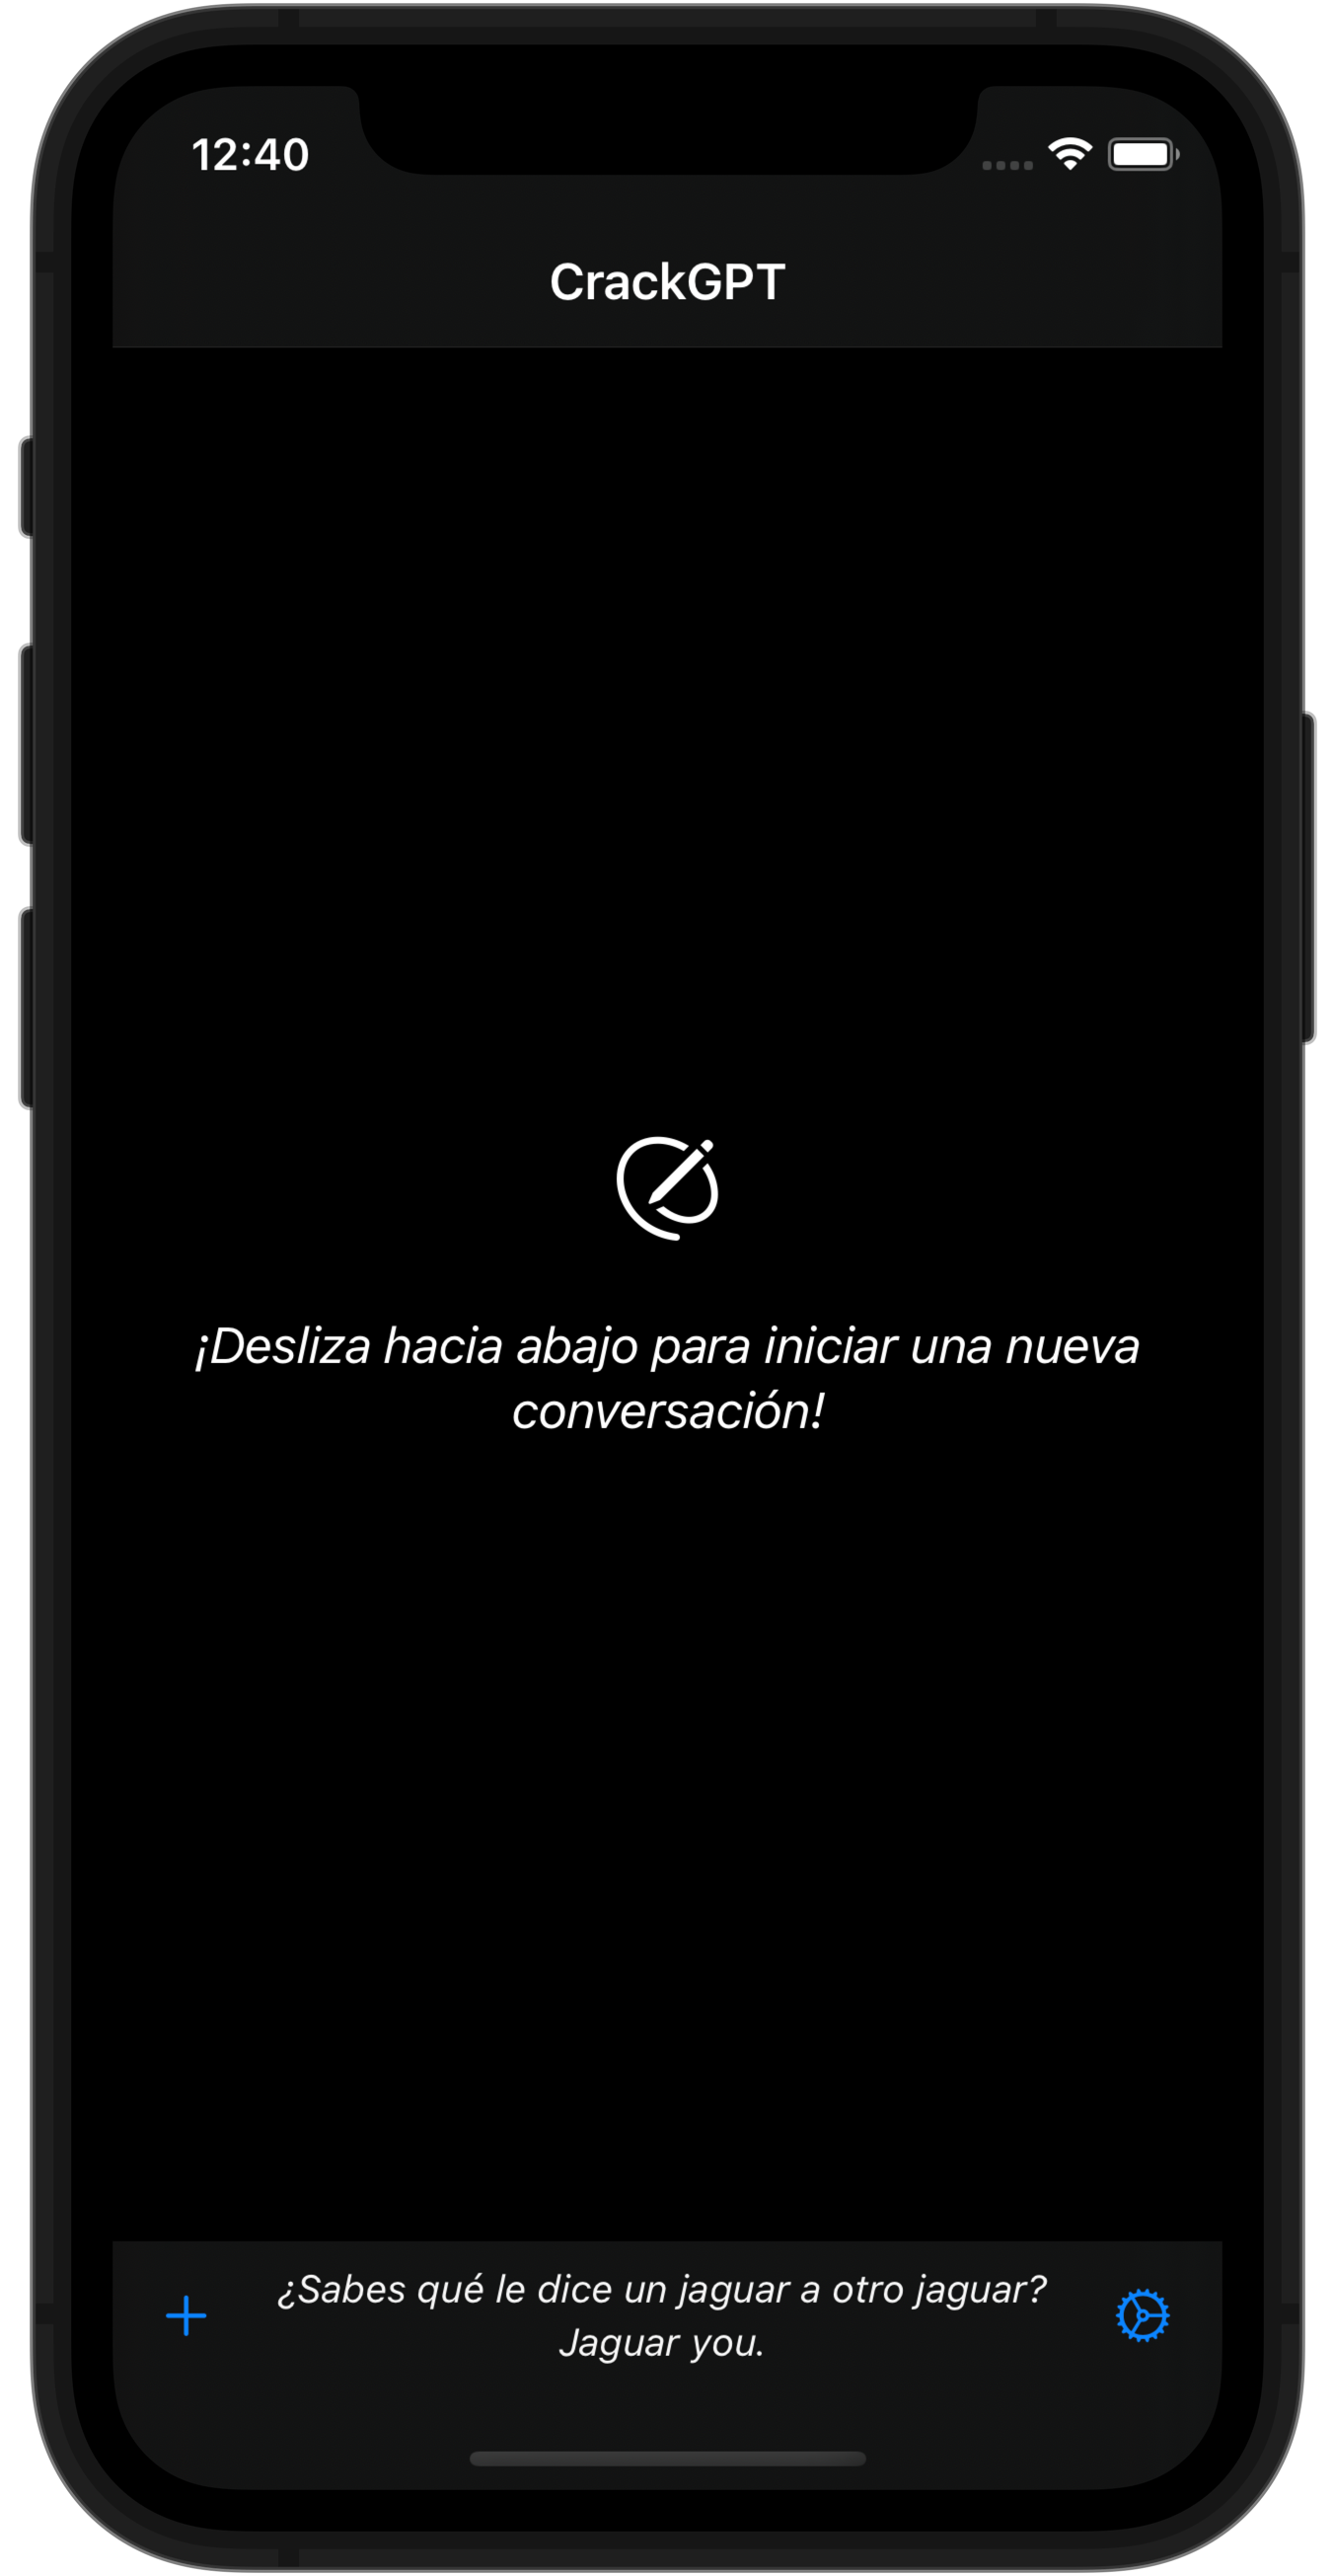 12:40
CrackGPT
¡Desliza hacia abajo para iniciar una nueva
conversación!
¿Sabes qué le dice un jaguar a otro jaguar?
Jaguar you.